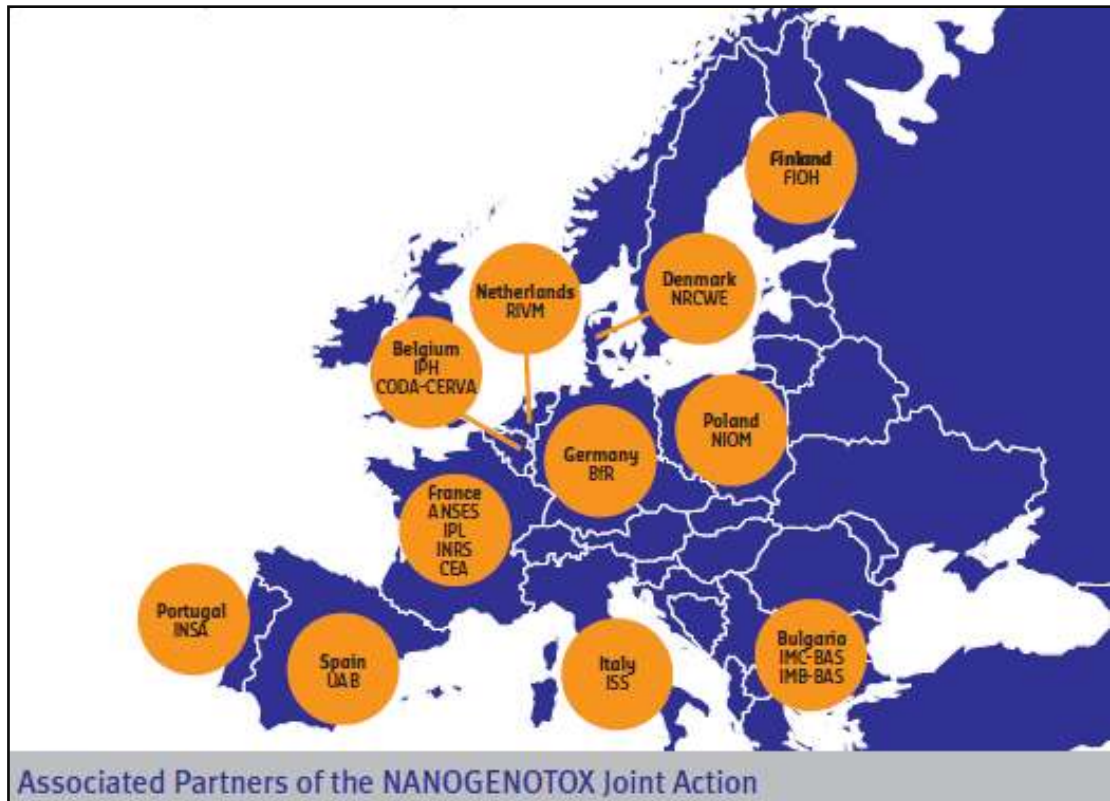 Finland
FIOH
Denmark
NRCWE
Netherlands
RIVM
Belgium
IPH
CODA-CERVA
Poland
NIOM
Germany
BfR
France
ANSES
IPL
INRS
CEA
Portugal
INSA
Spain
UAB
Italy
ISS
Bulgaria
IMC-BAS
IMB-BAS
Associated Partners of the NANOGENOTOX Joint Action